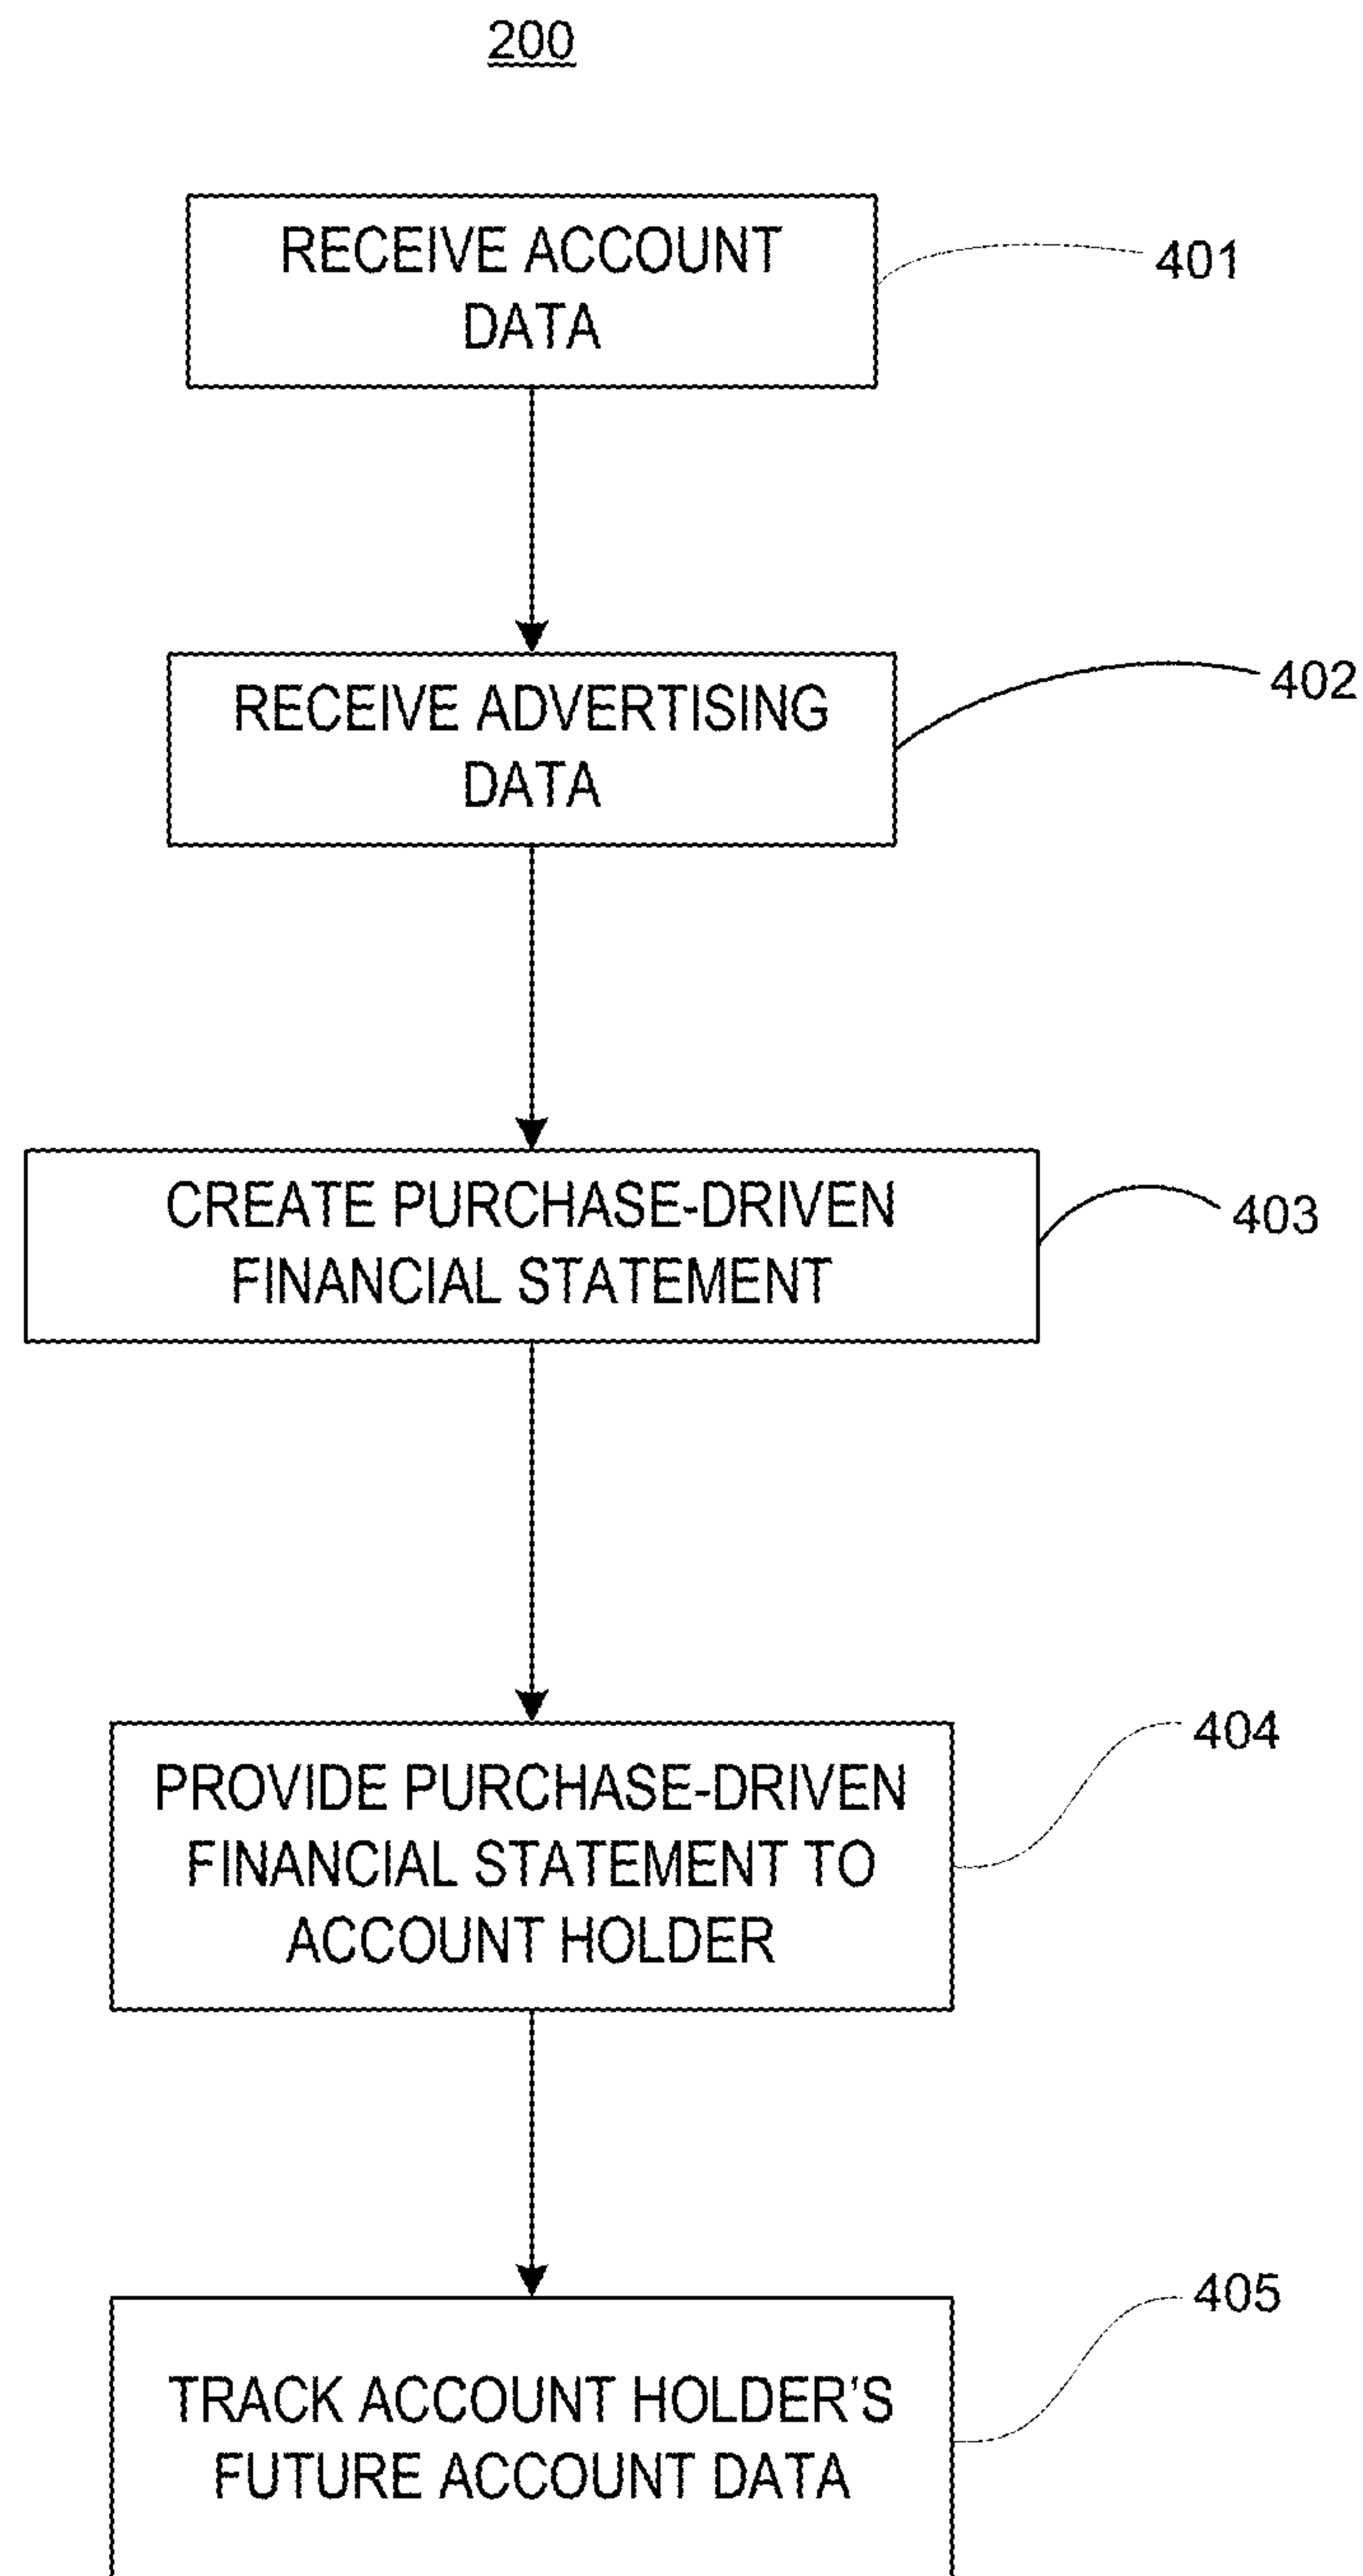 200
RECEIVE ACCOUNT
DATA
401
RECEIVE ADVERTISING
DATA
402
CREATE PURCHASE-DRIVEN
FINANCIAL STATEMENT
403
PROVIDE PURCHASE-DRIVEN
FINANCIAL STATEMENT TO
ACCOUNT HOLDER
404
TRACK ACCOUNT HOLDER'S
FUTURE ACCOUNT DATA
405